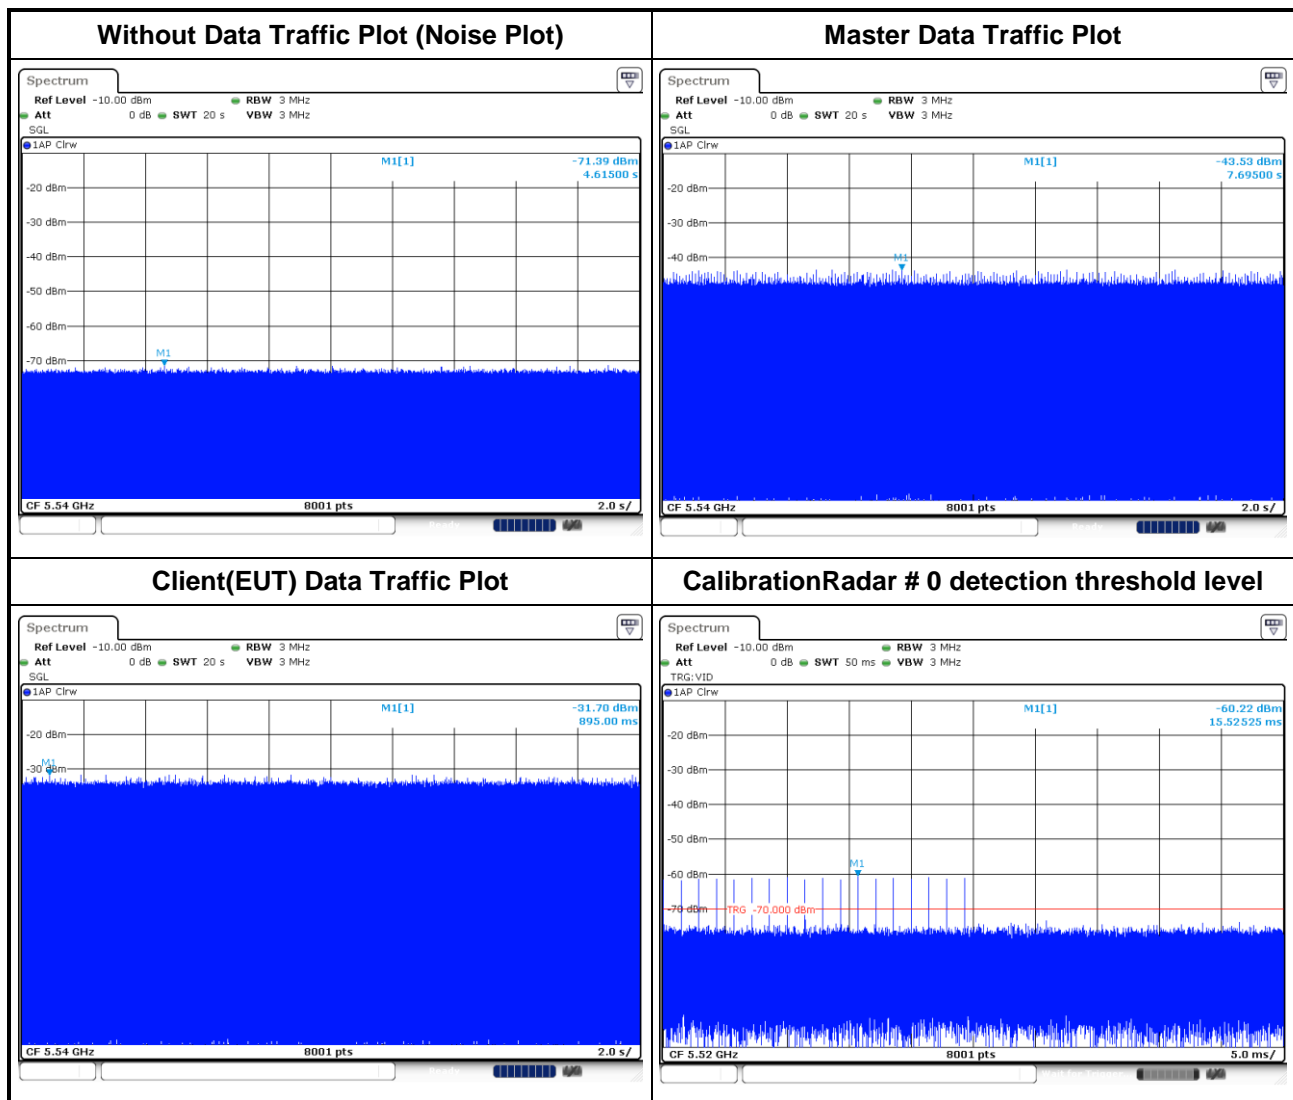 Without Data Traffic Plot (Noise Plot)
Spectrum
Ref Level -10.00 dBm RBW 3 MHz
Att 0 dB SWT 20 s VBW 3 MHz
SGL
1AP Clrw
M1[1] -71.39 dBm
4.61500 s
-20 dBm
-30 dBm
-40 dBm
-50 dBm
-60 dBm
M1
-70 dBm
CF 5.54 GHz 8001 pts 2.0 s/
Master Data Traffic Plot
Spectrum
Ref Level -10.00 dBm RBW 3 MHz
Att 0 dB SWT 20 s VBW 3 MHz
SGL
1AP Clrw
M1[1] -43.53 dBm
7.69500 s
-20 dBm
-30 dBm
-40 dBm M1
CF 5.54 GHz 8001 pts 2.0 s/
Client(EUT) Data Traffic Plot
Spectrum
Ref Level -10.00 dBm RBW 3 MHz
Att 0 dB SWT 20 s VBW 3 MHz
SGL
1AP Clrw
M1[1] -31.70 dBm
895.00 ms
-20 dBm
M1
-30 dBm
CF 5.54 GHz 8001 pts 2.0 s/
CalibrationRadar # 0 detection threshold level
Spectrum
Ref Level -10.00 dBm RBW 3 MHz
Att 0 dB SWT 50 ms VBW 3 MHz
TRG:VID
1AP Clrw
M1[1] -60.22 dBm
15.52525 ms
-20 dBm
-30 dBm
-40 dBm
-50 dBm
M1
-60 dBm
-70 dBm TRG -70.000 dBm
CF 5.52 GHz 8001 pts 5.0 ms/